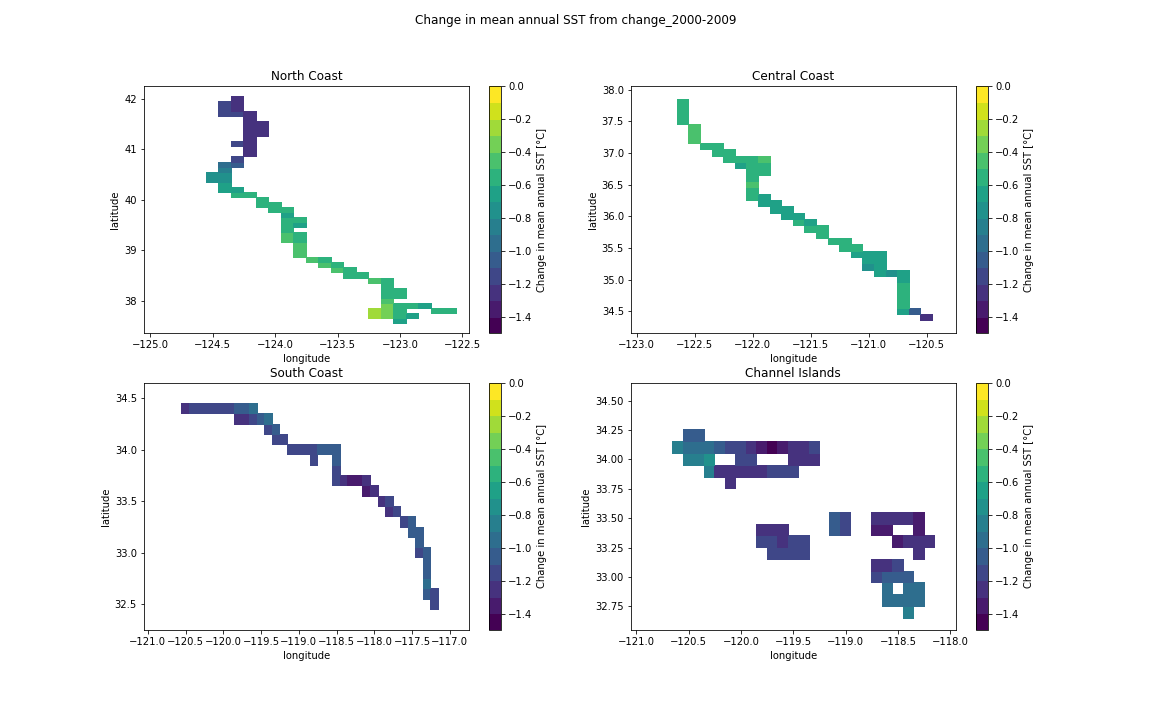 Change in mean annual SST from change_2000-2009
North Coast
42
41
40
39
38
latitude
−125.0 −124.5 −124.0 −123.5 −123.0 −122.5
longitude
0.0
−0.2
−0.4
−0.6
−0.8
−1.0
−1.2
−1.4
Change in mean annual SST [°C]
Central Coast
38.0
37.5
37.0
36.5
36.0
35.5
35.0
34.5
latitude
−123.0 −122.5 −122.0 −121.5 −121.0 −120.5
longitude
0.0
−0.2
−0.4
−0.6
−0.8
−1.0
−1.2
−1.4
Change in mean annual SST [°C]
South Coast
34.5
34.0
33.5
33.0
32.5
latitude
−121.0 −120.5 −120.0 −119.5 −119.0 −118.5 −118.0 −117.5 −117.0
longitude
0.0
−0.2
−0.4
−0.6
−0.8
−1.0
−1.2
−1.4
Change in mean annual SST [°C]
Channel Islands
34.50
34.25
34.00
33.75
33.50
33.25
33.00
32.75
latitude
−121.0 −120.5 −120.0 −119.5 −119.0 −118.5 −118.0
longitude
0.0
−0.2
−0.4
−0.6
−0.8
−1.0
−1.2
−1.4
Change in mean annual SST [°C]